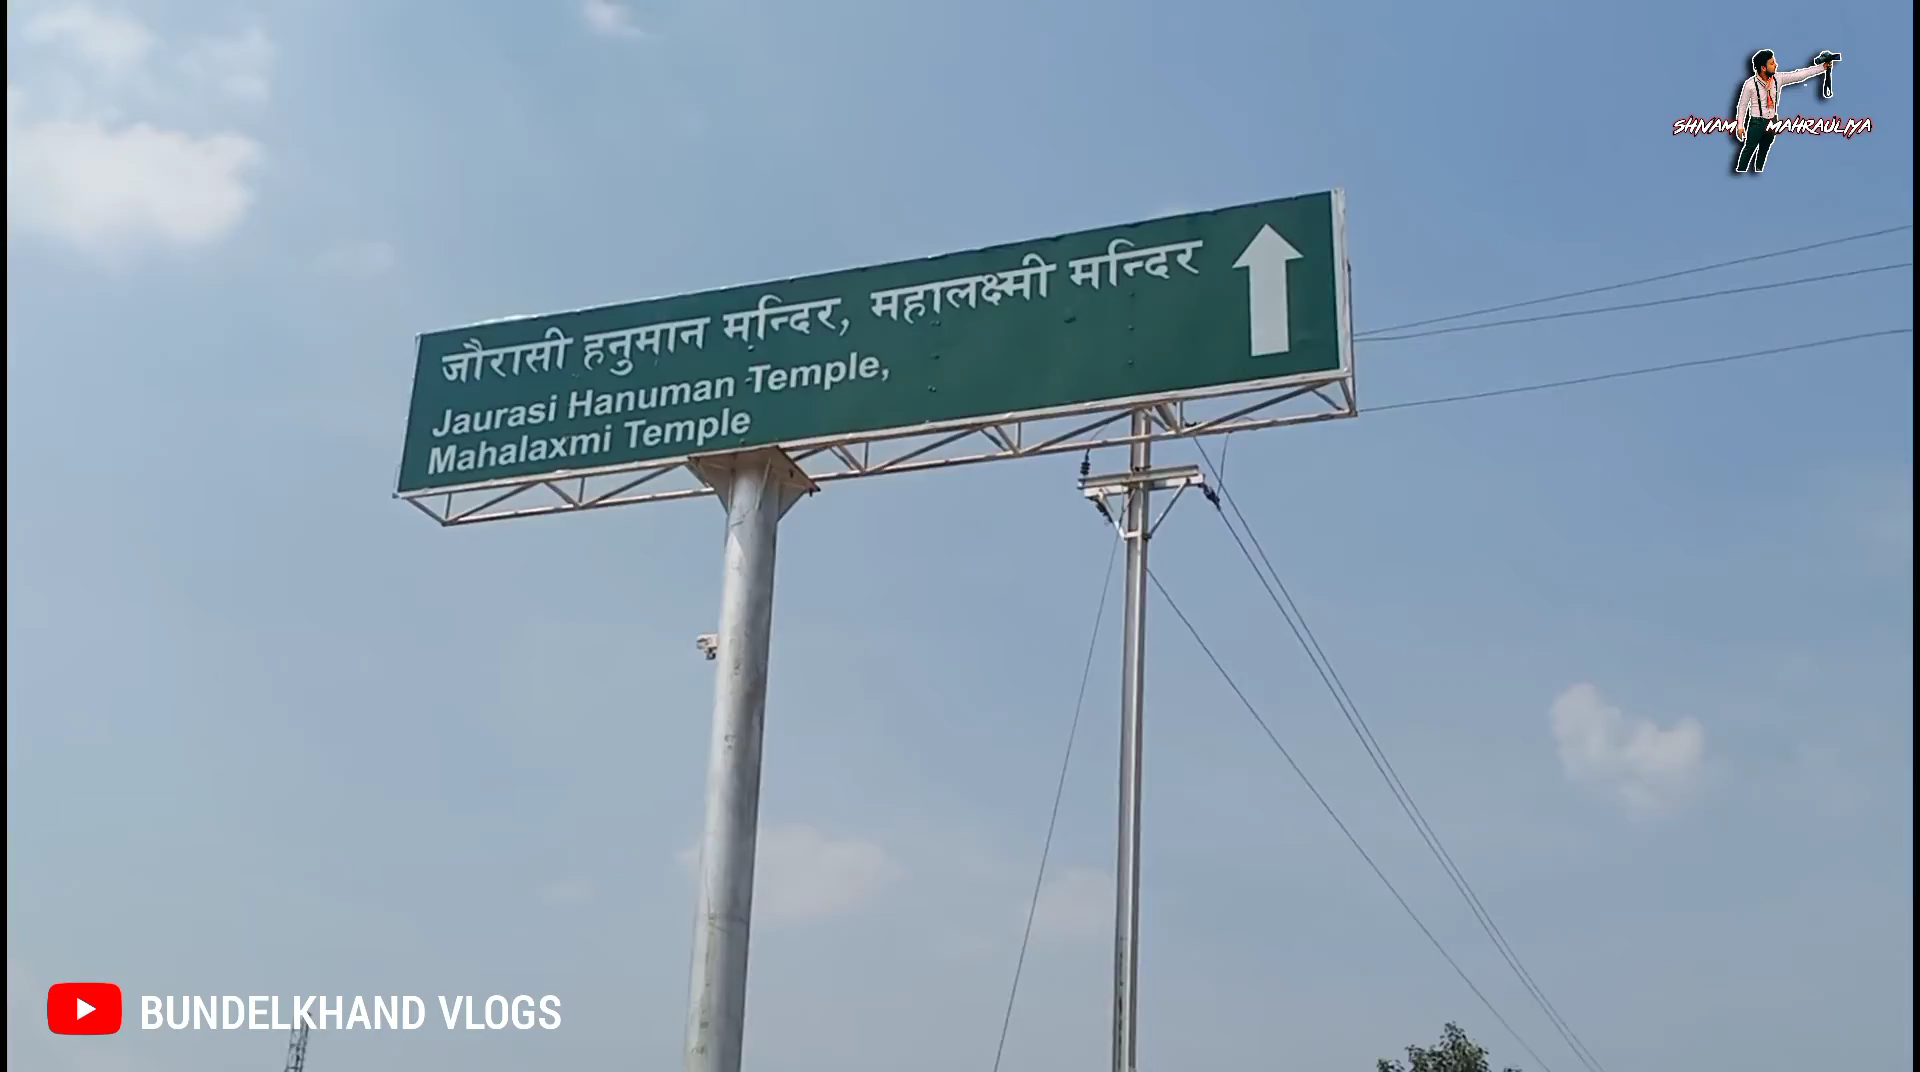 SHIVAM MAHRAULIYA
जौरासी हनुमान मन्दिर, महालक्ष्मी मन्दिर
Jaurasi Hanuman Temple,
Mahalaxmi Temple
BUNDELKHAND VLOGS